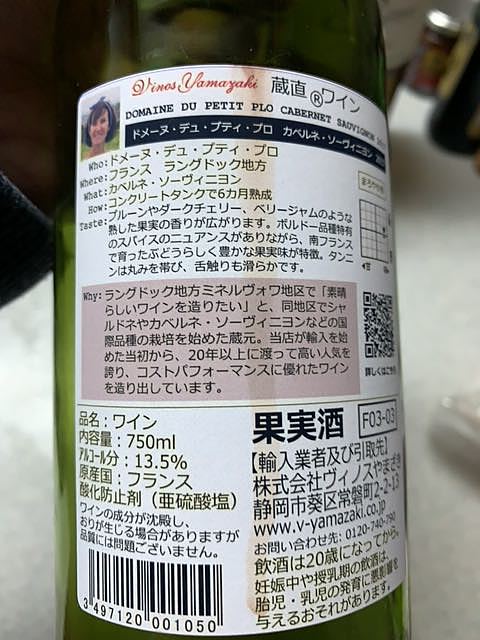 Vinos Yamazaki 蔵直®ワイン
DOMAINE DU PETIT PLO CABERNET SAUVIGNON
ドメーヌ・デュ・プティ・プロ カベルネ・ソーヴィニヨン
Who:ドメーヌ・デュ・プティ・プロ
Where:フランス ラングドック地方
What:カベルネ・ソーヴィニヨン
How:コンクリートタンクで6カ月熟成
Taste:プルーンやダークチェリー、ベリージャムのような
熟した果実の香りが広がります。ボルドー品種特有
のスパイスのニュアンスがありながら、南フランス
で育ったぶどうらしく豊かな果実味が特徴。タンニ
ンは丸みを帯び、舌触りも滑らかです。
Why:ラングドック地方ミネルヴォワ地区で「素晴
らしいワインを造りたい」と、同地区でシャ
ルドネやカベルネ・ソーヴィニヨンなどの国
際品種の栽培を始めた蔵元。当店が輸入を始
めた当初から、20年以上に渡って高い人気を
誇り、コストパフォーマンスに優れたワイン
を造り出しています。
詳しくはこちら
品名：ワイン
内容量：750ml
アルコール分：13.5%
原産国：フランス
酸化防止剤（亜硫酸塩）
ワインの成分が沈殿し、
おりが生じる場合がありますが
品質には問題ございません。
3 497120 001050
果実酒 F03-03
【輸入業者及び引取先】
株式会社ヴィノスやまざき
静岡市葵区常磐町2-2-13
www.v-yamazaki.co.jp
お問い合わせ先：0120-740-790
飲酒は20歳になってから。
妊娠中や授乳期の飲酒は、
胎児・乳児の発育に悪影響を
与えるおそれがあります。